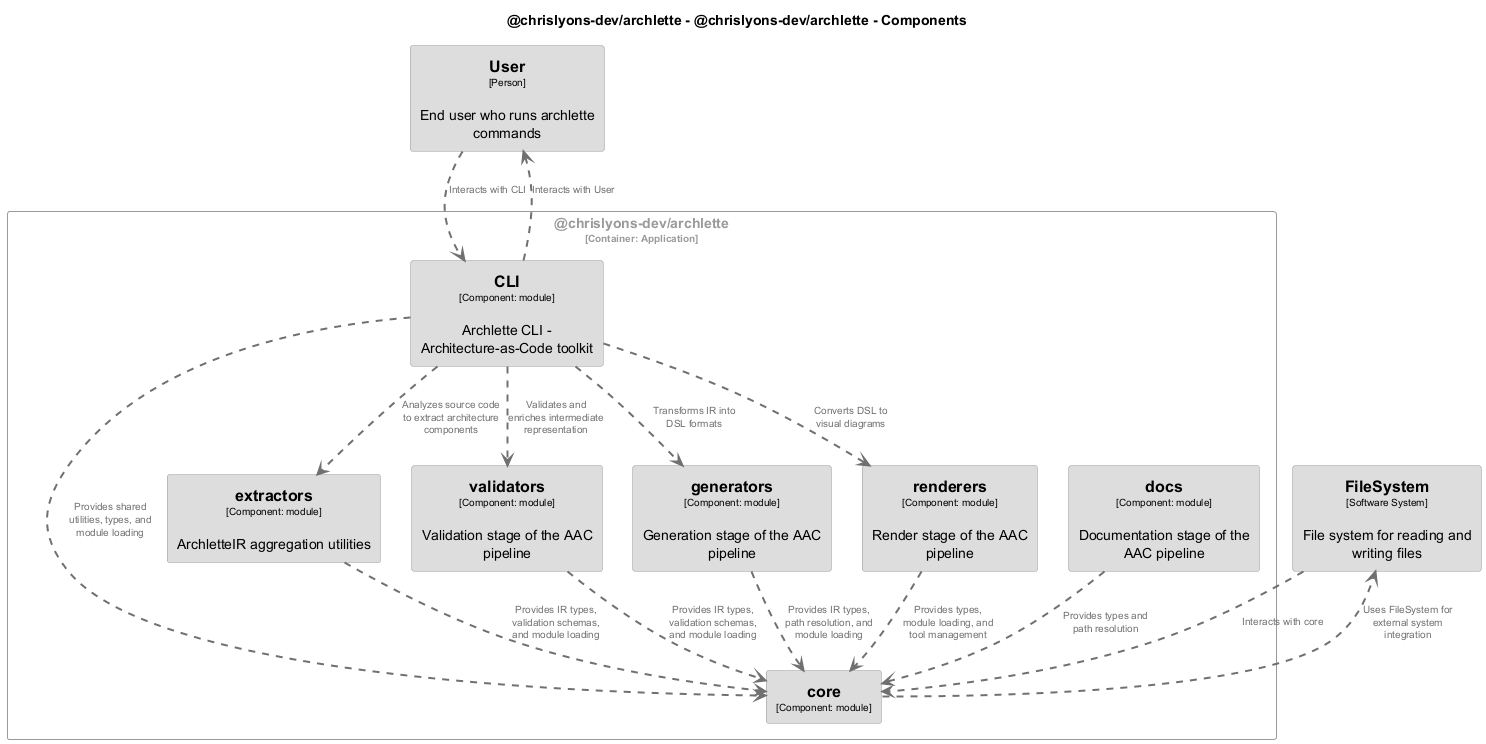 @chrislyons-dev/archlette - @chrislyons-dev/archlette - Components
User
[Person]
End user who runs archlette
commands
Interacts with CLI
Interacts with User
@chrislyons-dev/archlette
[Container: Application]
CLI
[Component: module]
Archlette CLI -
Architecture-as-Code toolkit
Analyzes source code
to extract architecture
components
Validates and
enriches intermediate
representation
Transforms IR into
DSL formats
Converts DSL to
visual diagrams
Provides shared
utilities, types, and
module loading
extractors
[Component: module]
ArchletteIR aggregation utilities
validators
[Component: module]
Validation stage of the AAC
pipeline
generators
[Component: module]
Generation stage of the AAC
pipeline
renderers
[Component: module]
Render stage of the AAC
pipeline
docs
[Component: module]
Documentation stage of the
AAC pipeline
FileSystem
[Software System]
File system for reading and
writing files
Provides IR types,
validation schemas,
and module loading
Provides IR types,
validation schemas,
and module loading
Provides IR types,
path resolution, and
module loading
Provides types,
module loading, and
tool management
Provides types and
path resolution
Interacts with core
Uses FileSystem for
external system
integration
core
[Component: module]